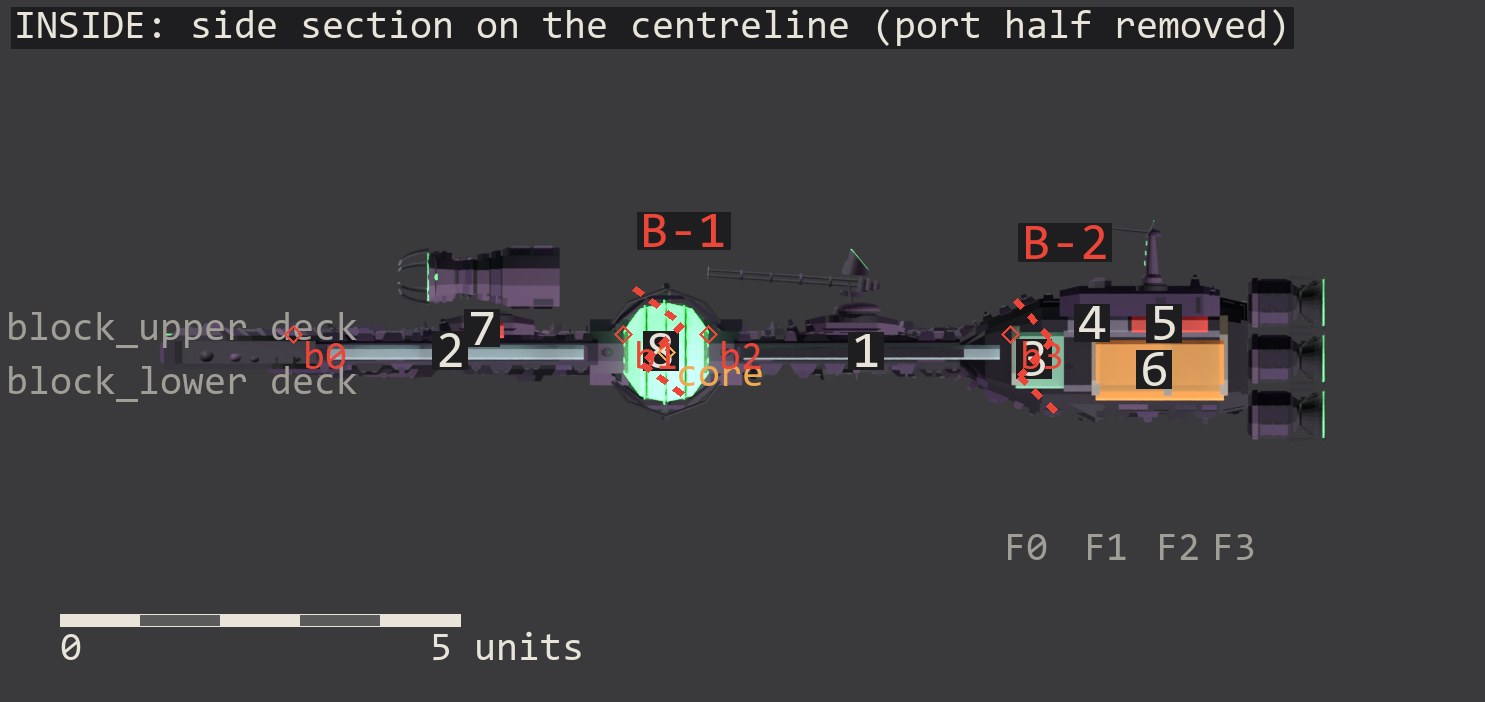 INSIDE: side section on the centreline (port half removed)
B-1
B-2
block_upper deck
7
4
5
b0
2
8
b1
b2
1
b3
3
core
6
block_lower deck
F0
F1
F2
F3
0
5 units